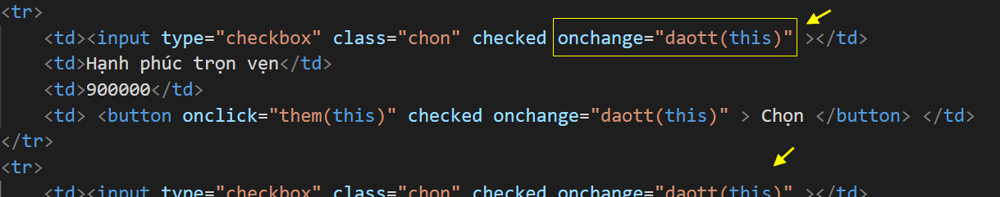 <tr>
<td><input type="checkbox" class="chon" checked onchange="daott(this)" ></td>
<td>Hạnh phúc trọn vẹn</td>
<td>900000</td>
<td> <button onclick="them(this)" checked onchange="daott(this)" > Chọn </button> </td>
</tr>
<tr>
<td><input type="checkbox" class="chon" checked onchange="daott(this)" ></td>